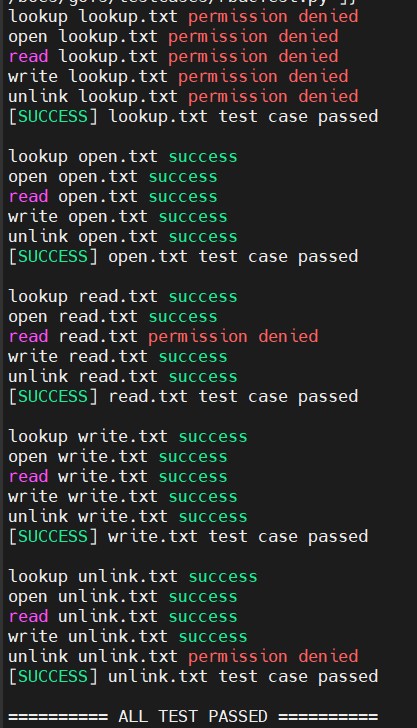 lookup lookup.txt permission denied
open lookup.txt permission denied
read lookup.txt permission denied
write lookup.txt permission denied
unlink lookup.txt permission denied
[SUCCESS] lookup.txt test case passed
lookup open.txt success
open open.txt success
read open.txt success
write open.txt success
unlink open.txt success
[SUCCESS] open.txt test case passed
lookup read.txt success
open read.txt success
read read.txt permission denied
write read.txt success
unlink read.txt success
[SUCCESS] read.txt test case passed
lookup write.txt success
open write.txt success
read write.txt success
write write.txt success
unlink write.txt success
[SUCCESS] write.txt test case passed
lookup unlink.txt success
open unlink.txt success
read unlink.txt success
write unlink.txt success
unlink unlink.txt permission denied
[SUCCESS] unlink.txt test case passed
========== ALL TEST PASSED ==========